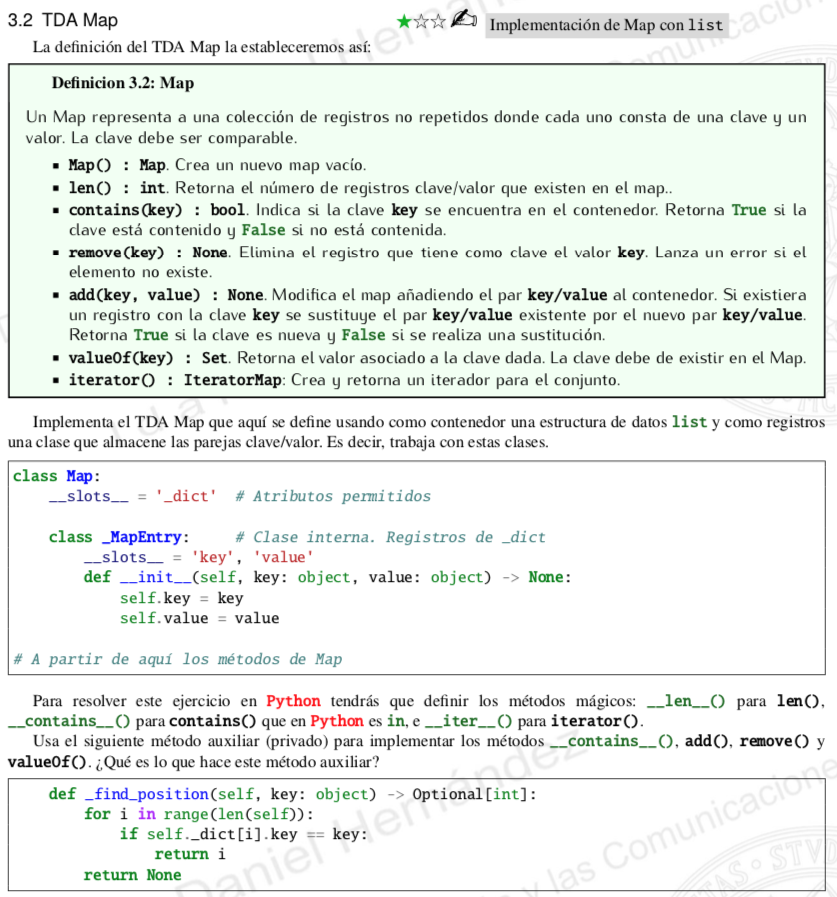 3.2 TDA Map
★☆☆ Implementación de Map con list
La definición del TDA Map la estableceremos así:
Definicion 3.2: Map
Un Map representa a una colección de registros no repetidos donde cada uno consta de una clave y un
valor. La clave debe ser comparable.
▪ Map() : Map. Crea un nuevo map vacío.
▪ len() : int. Retorna el número de registros clave/valor que existen en el map..
▪ contains(key) : bool. Indica si la clave key se encuentra en el contenedor. Retorna True si la
clave está contenido y False si no está contenida.
▪ remove(key) : None. Elimina el registro que tiene como clave el valor key. Lanza un error si el
elemento no existe.
▪ add(key, value) : None. Modifica el map añadiendo el par key/value al contenedor. Si existiera
un registro con la clave key se sustituye el par key/value existente por el nuevo par key/value.
Retorna True si la clave es nueva y False si se realiza una sustitución.
▪ valueOf(key) : Set. Retorna el valor asociado a la clave dada. La clave debe de existir en el Map.
▪ iterator() : IteratorMap: Crea y retorna un iterador para el conjunto.
Implementa el TDA Map que aquí se define usando como contenedor una estructura de datos list y como registros
una clase que almacene las parejas clave/valor. Es decir, trabaja con estas clases.
class Map:
    __slots__ = '_dict'  # Atributos permitidos
    class _MapEntry:     # Clase interna. Registros de _dict
        __slots__ = 'key', 'value'
        def __init__(self, key: object, value: object) -> None:
            self.key = key
            self.value = value
# A partir de aquí los métodos de Map
Para resolver este ejercicio en Python tendrás que definir los métodos mágicos: __len__() para len(),
__contains__() para contains() que en Python es in, e __iter__() para iterator().
Usa el siguiente método auxiliar (privado) para implementar los métodos __contains__(), add(), remove() y
valueOf(). ¿Qué es lo que hace este método auxiliar?
    def _find_position(self, key: object) -> Optional[int]:
        for i in range(len(self)):
            if self._dict[i].key == key:
                return i
        return None